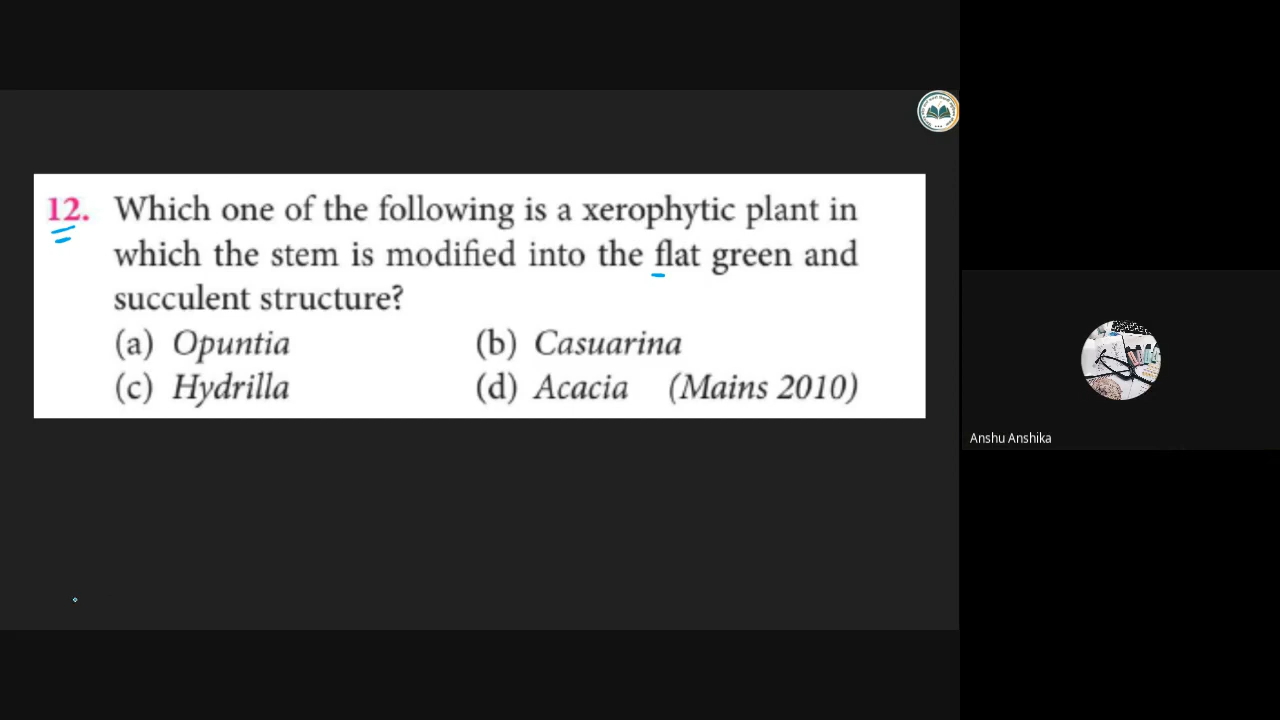 12. Which one of the following is a xerophytic plant in
which the stem is modified into the flat green and
succulent structure?
(a) Opuntia (b) Casuarina
(c) Hydrilla (d) Acacia (Mains 2010)
Anshu Anshika